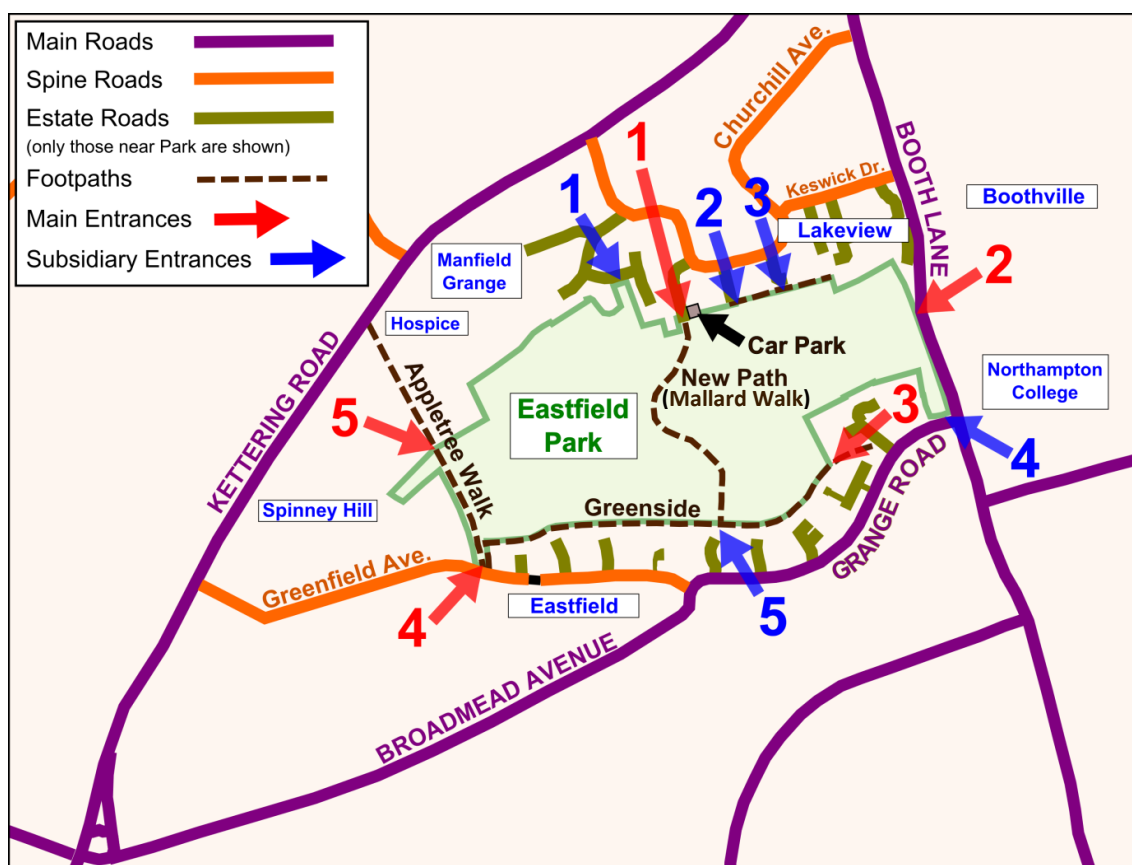 Main Roads
Spine Roads
Estate Roads
(only those near Park are shown)
Footpaths
Main Entrances
Subsidiary Entrances
Churchill Ave.
BOOTH LANE
Keswick Dr.
Boothville
Lakeview
1
1
2
3
2
Manfield
Grange
Hospice
KETTERING ROAD
Appletree Walk
Car Park
New Path
(Mallard Walk)
Northampton
College
Eastfield
Park
5
3
4
Spinney Hill
Greenside
GRANGE ROAD
Greenfield Ave.
4
Eastfield
5
BROADMEAD AVENUE